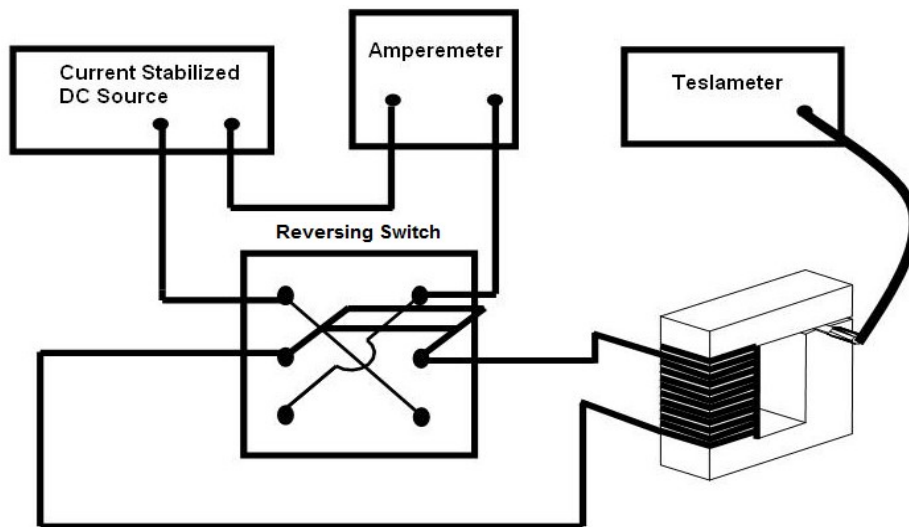 Current Stabilized
DC Source
Amperemeter
Teslameter
Reversing Switch